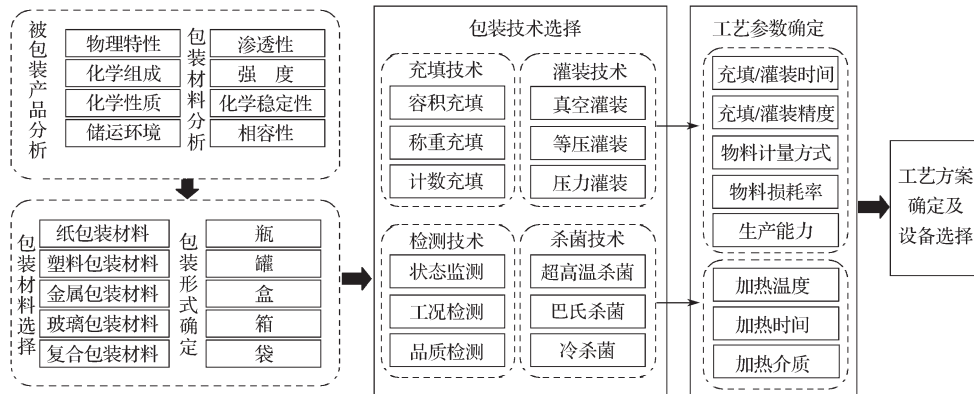 被包装产品分析
物理特性
化学组成
化学性质
储运环境
包装材料分析
渗透性
强 度
化学稳定性
相容性
包装材料选择
纸包装材料
塑料包装材料
金属包装材料
玻璃包装材料
复合包装材料
包装形式确定
瓶
罐
盒
箱
袋
包装技术选择
充填技术
容积充填
称重充填
计数充填
灌装技术
真空灌装
等压灌装
压力灌装
检测技术
状态监测
工况检测
品质检测
杀菌技术
超高温杀菌
巴氏杀菌
冷杀菌
工艺参数确定
充填/灌装时间
充填/灌装精度
物料计量方式
物料损耗率
生产能力
加热温度
加热时间
加热介质
工艺方案
确定及
设备选择